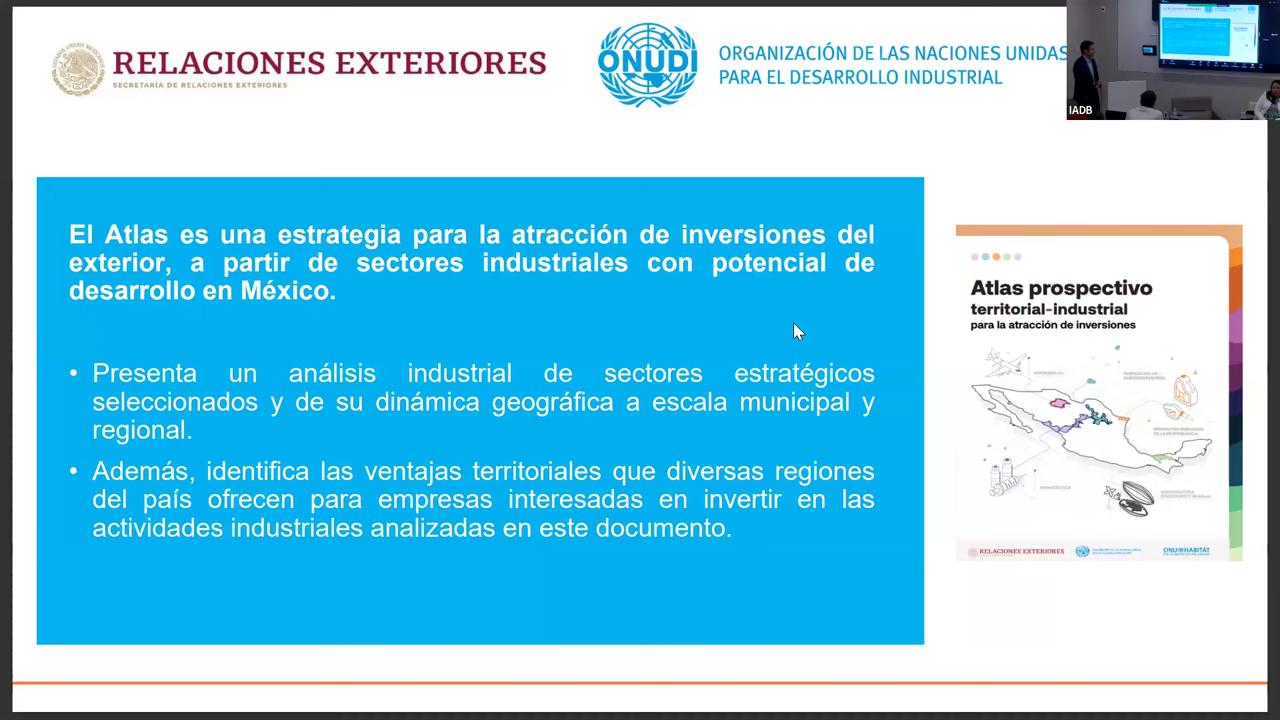 RELACIONES EXTERIORES
SECRETARÍA DE RELACIONES EXTERIORES
ONUDI
ORGANIZACIÓN DE LAS NACIONES UNIDAS
PARA EL DESARROLLO INDUSTRIAL
IADB
El Atlas es una estrategia para la atracción de inversiones del
exterior, a partir de sectores industriales con potencial de
desarrollo en México.
• Presenta un análisis industrial de sectores estratégicos
seleccionados y de su dinámica geográfica a escala municipal y
regional.
• Además, identifica las ventajas territoriales que diversas regiones
del país ofrecen para empresas interesadas en invertir en las
actividades industriales analizadas en este documento.
Atlas prospectivo
territorial-industrial
para la atracción de inversiones
RELACIONES EXTERIORES
ONU HABITAT